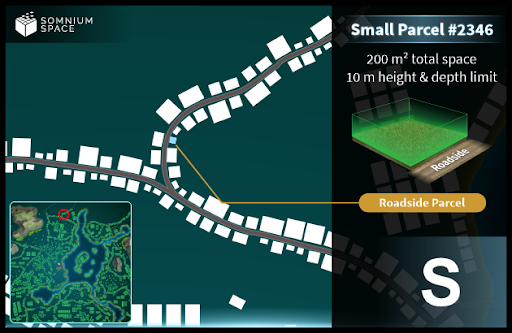 SOMNIUM
SPACE
Small Parcel #2346
200 m² total space
10 m height & depth limit
Roadside
Roadside Parcel
S